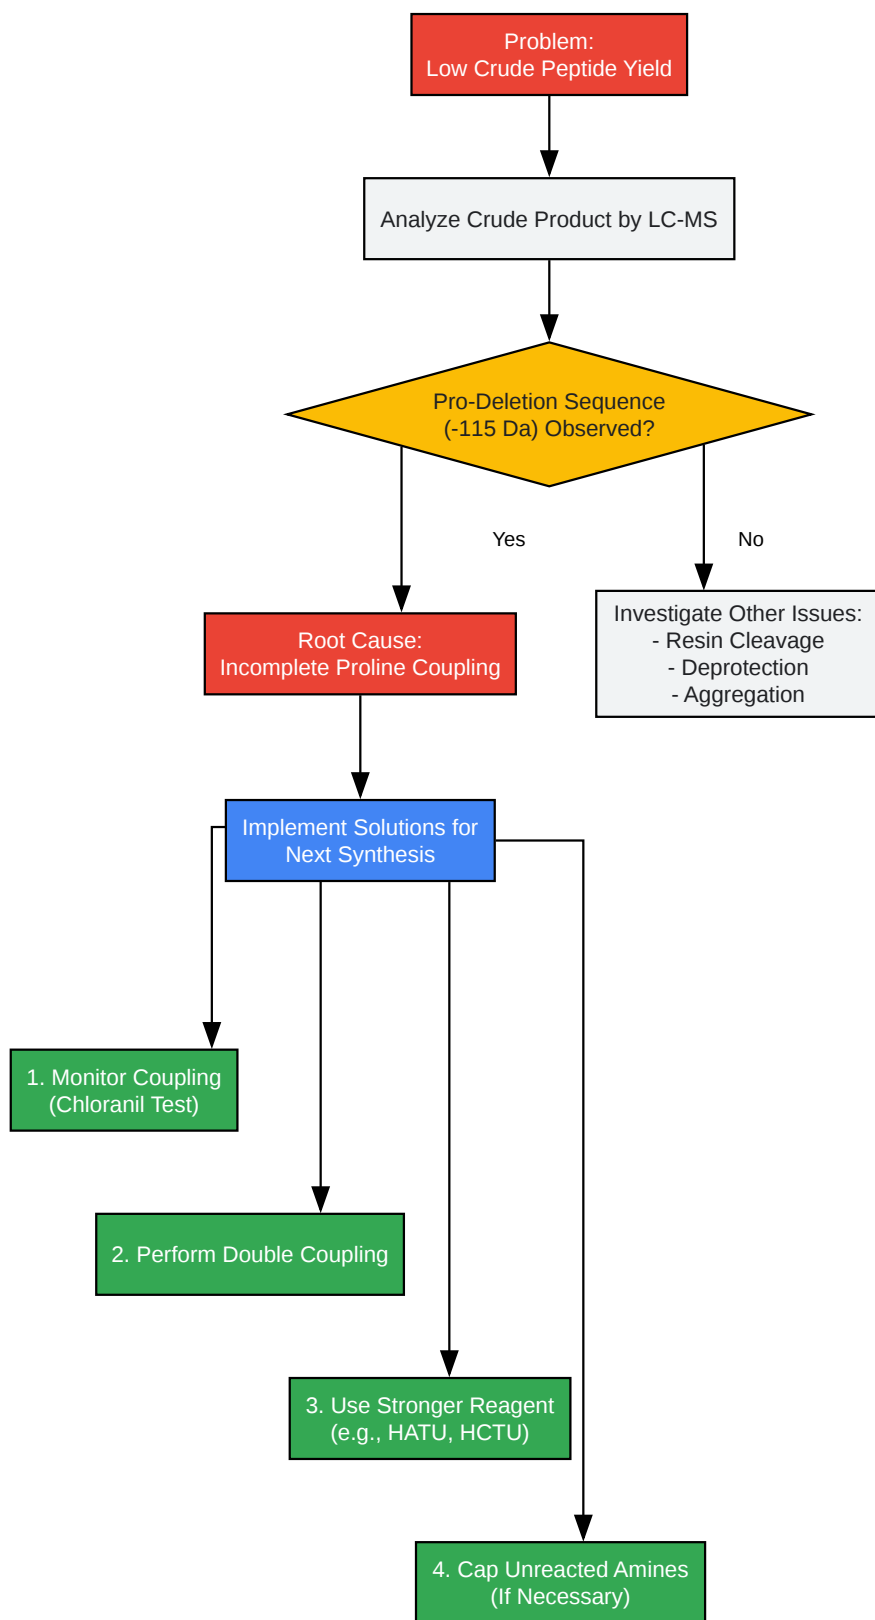 Problem:
Low Crude Peptide Yield
Analyze Crude Product by LC-MS
Pro-Deletion Sequence
(-115 Da) Observed?
Yes
No
Investigate Other Issues:
- Resin Cleavage
- Deprotection
- Aggregation
Root Cause:
Incomplete Proline Coupling
Implement Solutions for
Next Synthesis
1. Monitor Coupling
(Chloranil Test)
2. Perform Double Coupling
3. Use Stronger Reagent
(e.g., HATU, HCTU)
4. Cap Unreacted Amines
(If Necessary)